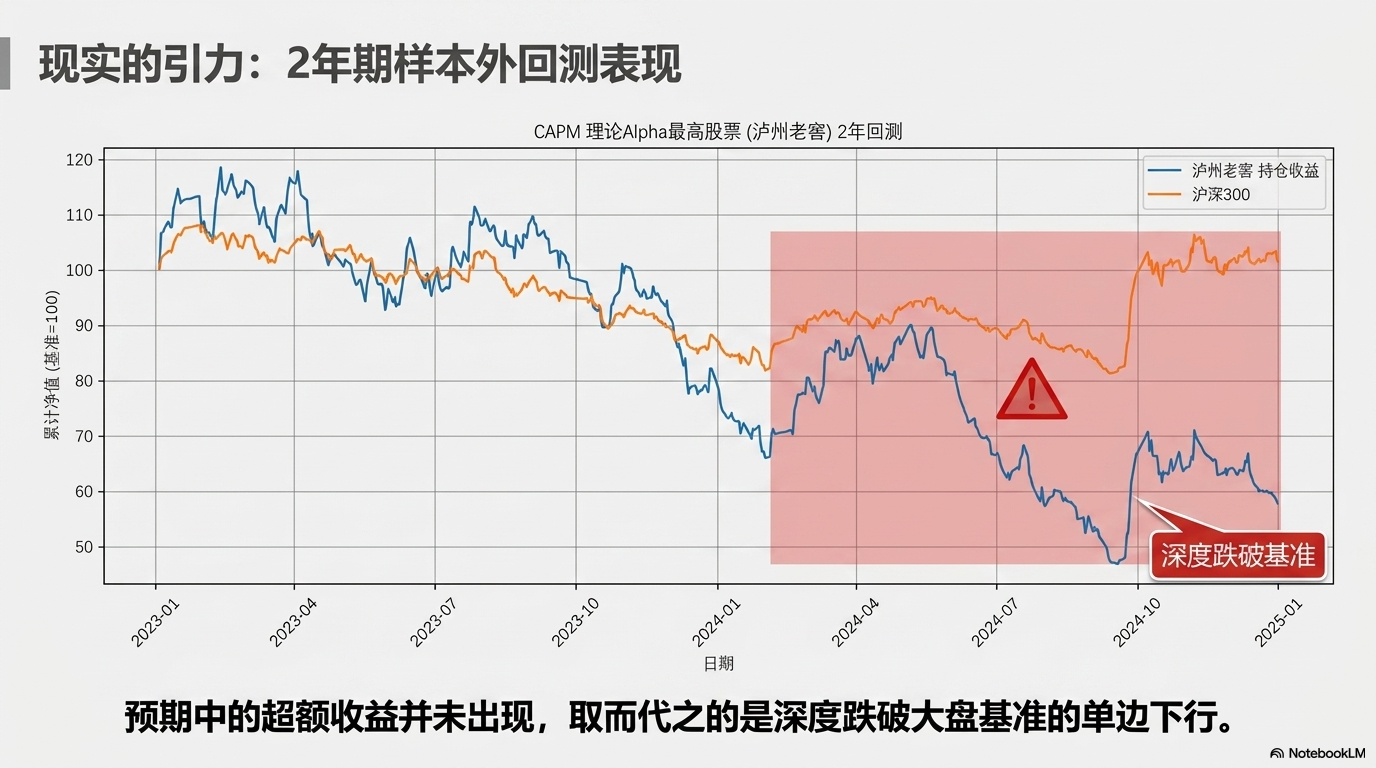 现实的引力：2年期样本外回测表现
CAPM 理论Alpha最高股票 (泸州老窖) 2年回测
泸州老窖 持仓收益
沪深300
累计净值 (基准=100)
120
110
100
90
80
70
60
50
!
深度跌破基准
2023-01
2023-04
2023-07
2023-10
2024-01
2024-04
2024-07
2024-10
2025-01
日期
预期中的超额收益并未出现，取而代之的是深度跌破大盘基准的单边下行。
NotebookLM